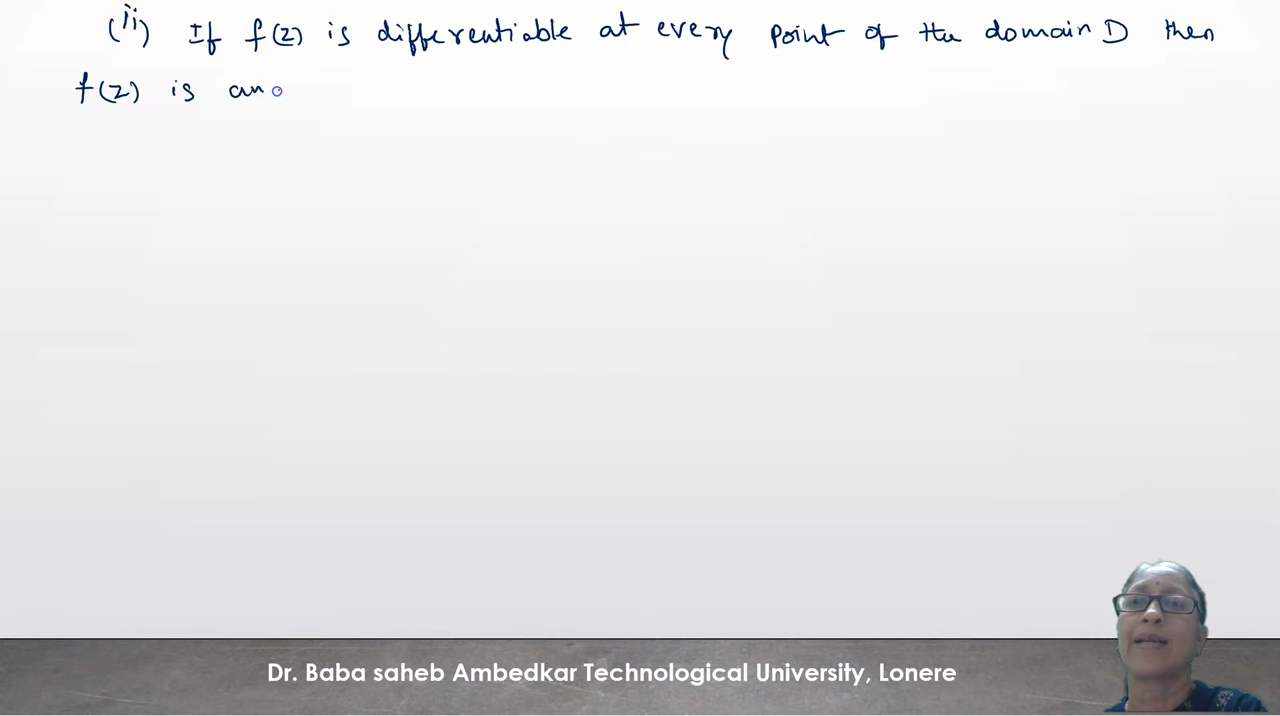 (ii) If f(z) is differentiable at every point of the domain D then
f(z) is an
Dr. Baba saheb Ambedkar Technological University, Lonere